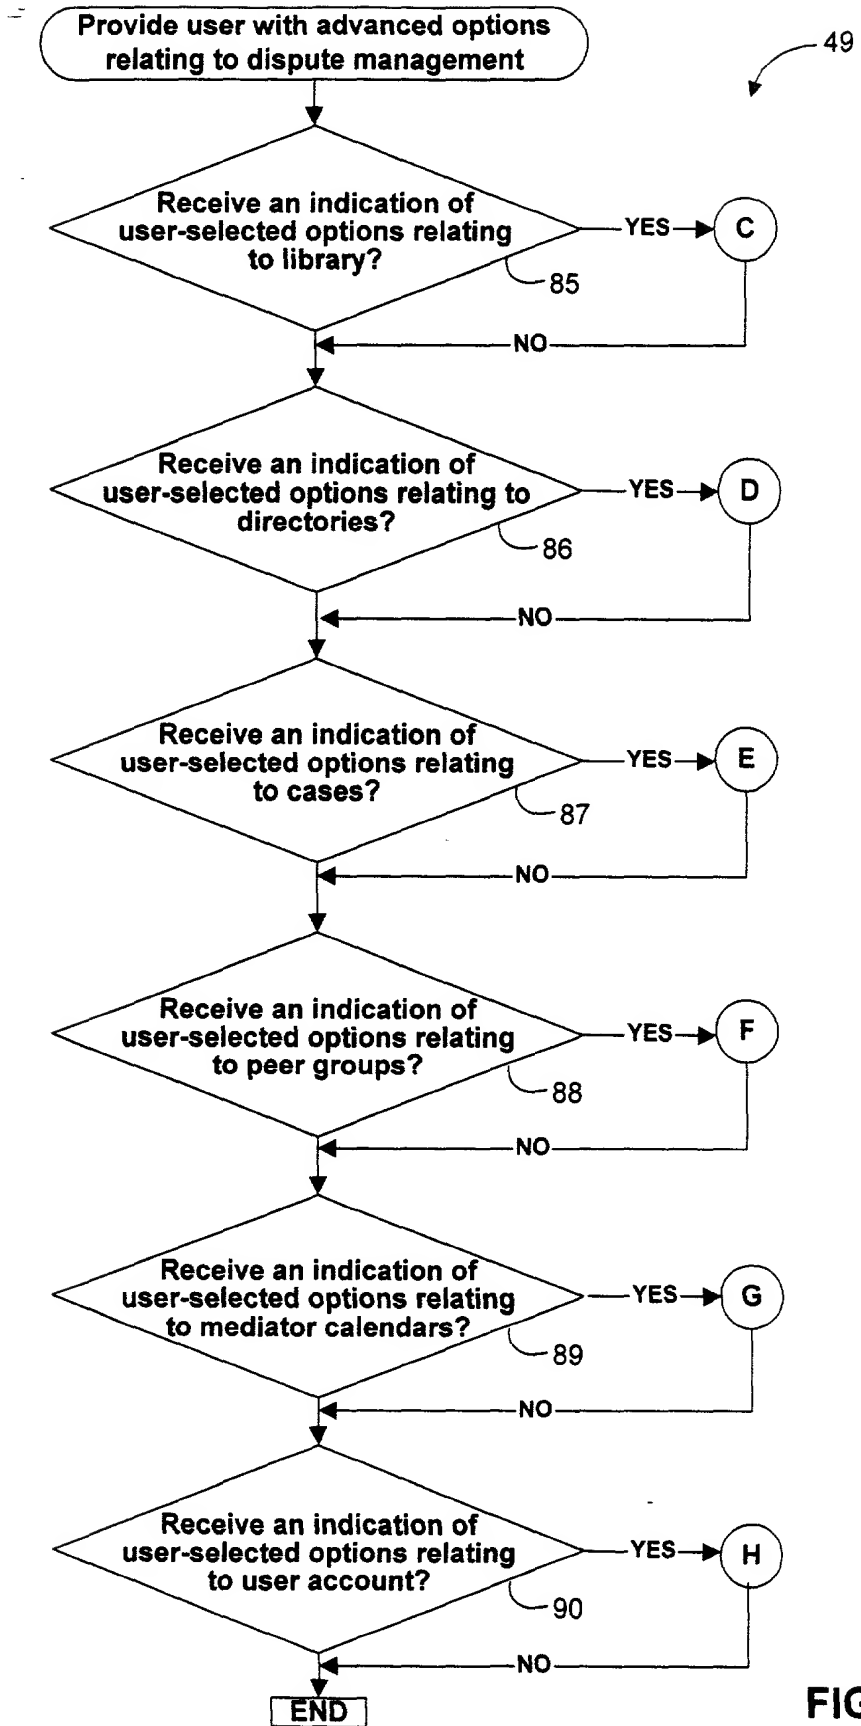 Provide user with advanced options
relating to dispute management
49
Receive an indication of
user-selected options relating
to library?
YES
C
85
NO
Receive an indication of
user-selected options relating to
directories?
YES
D
86
NO
Receive an indication of
user-selected options relating
to cases?
YES
E
87
NO
Receive an indication of
user-selected options relating
to peer groups?
YES
F
88
NO
Receive an indication of
user-selected options relating
to mediator calendars?
YES
G
89
NO
Receive an indication of
user-selected options relating
to user account?
YES
H
90
NO
END